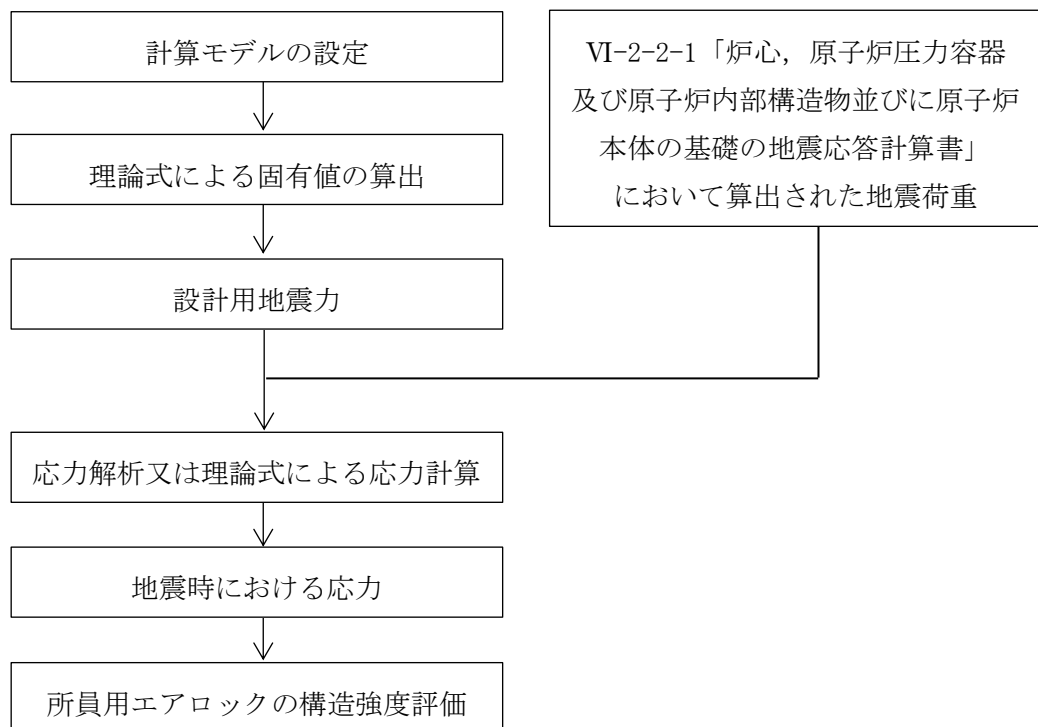 計算モデルの設定
理論式による固有値の算出
設計用地震力
Ⅵ-2-2-1「炉心，原子炉圧力容器
及び原子炉内部構造物並びに原子炉
本体の基礎の地震応答計算書」
において算出された地震荷重
応力解析又は理論式による応力計算
地震時における応力
所員用エアロックの構造強度評価